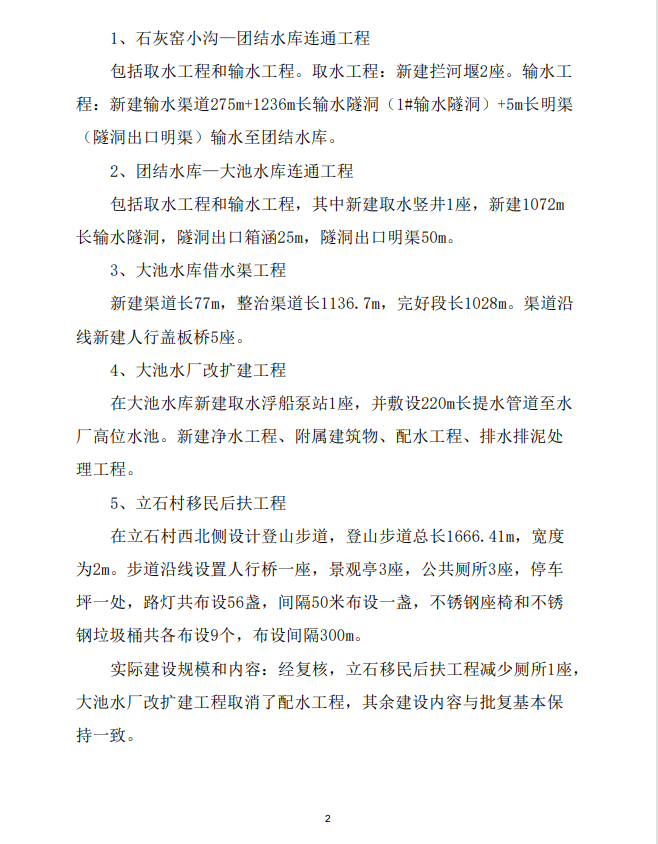 1、石灰窑小沟—团结水库连通工程
包括取水工程和输水工程。取水工程：新建拦河堰2座。输水工
程：新建输水渠道275m+1236m长输水隧洞（1#输水隧洞）+5m长明渠
（隧洞出口明渠）输水至团结水库。
2、团结水库—大池水库连通工程
包括取水工程和输水工程，其中新建取水竖井1座，新建1072m
长输水隧洞，隧洞出口箱涵25m，隧洞出口明渠50m。
3、大池水库借水渠工程
新建渠道长77m，整治渠道长1136.7m，完好段长1028m。渠道沿
线新建人行盖板桥5座。
4、大池水厂改扩建工程
在大池水库新建取水浮船泵站1座，并敷设220m长提水管道至水
厂高位水池。新建净水工程、附属建筑物、配水工程、排水排泥处
理工程。
5、立石村移民后扶工程
在立石村西北侧设计登山步道，登山步道总长1666.41m，宽度
为2m。步道沿线设置人行桥一座，景观亭3座，公共厕所3座，停车
坪一处，路灯共布设56盏，间隔50米布设一盏，不锈钢座椅和不锈
钢垃圾桶共各布设9个，布设间隔300m。
实际建设规模和内容：经复核，立石移民后扶工程减少厕所1座，
大池水厂改扩建工程取消了配水工程，其余建设内容与批复基本保
持一致。
2